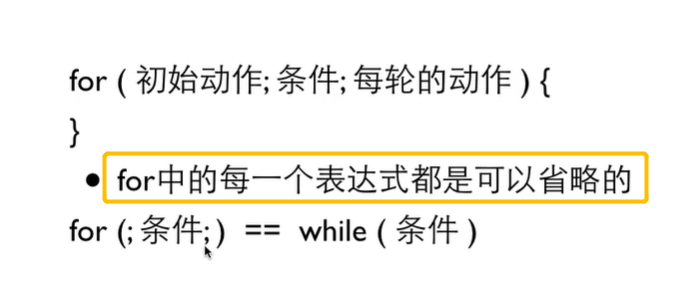 for ( 初始动作; 条件; 每轮的动作 ) {
}
• for中的每一个表达式都是可以省略的
for (; 条件; ) == while ( 条件 )